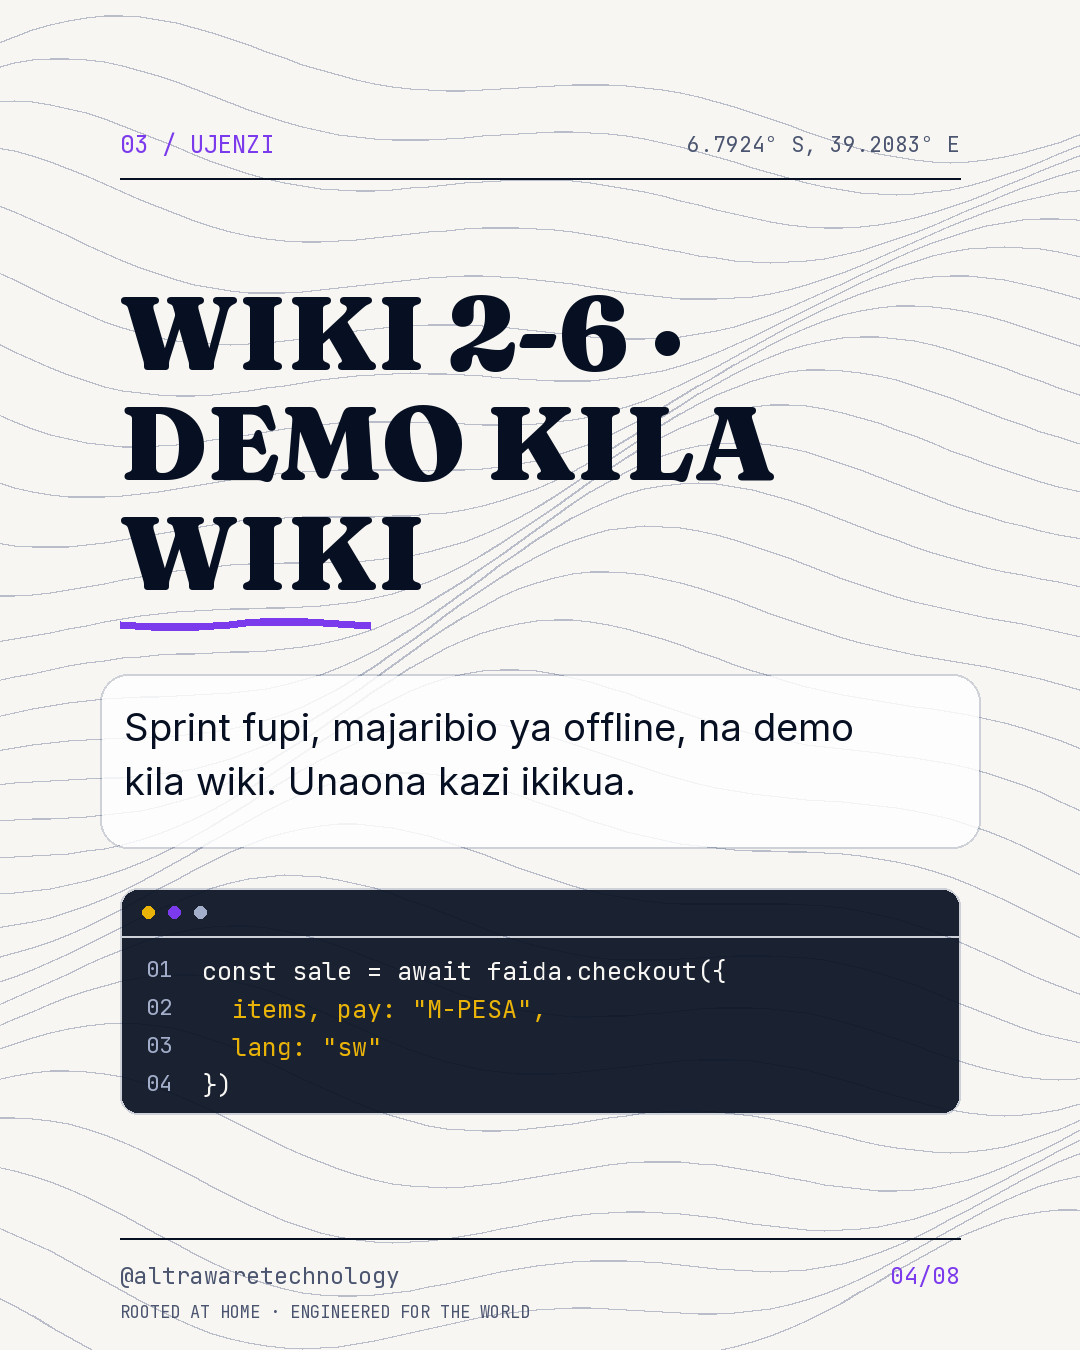 03 / UJENZI
6.7924° S, 39.2083° E
WIKI 2-6 •
DEMO KILA
WIKI
Sprint fupi, majaribio ya offline, na demo
kila wiki. Unaona kazi ikikua.
01 const sale = await faida.checkout({
02 items, pay: "M-PESA",
03 lang: "sw"
04 })
@altrawaretechnology
04/08
ROOTED AT HOME · ENGINEERED FOR THE WORLD